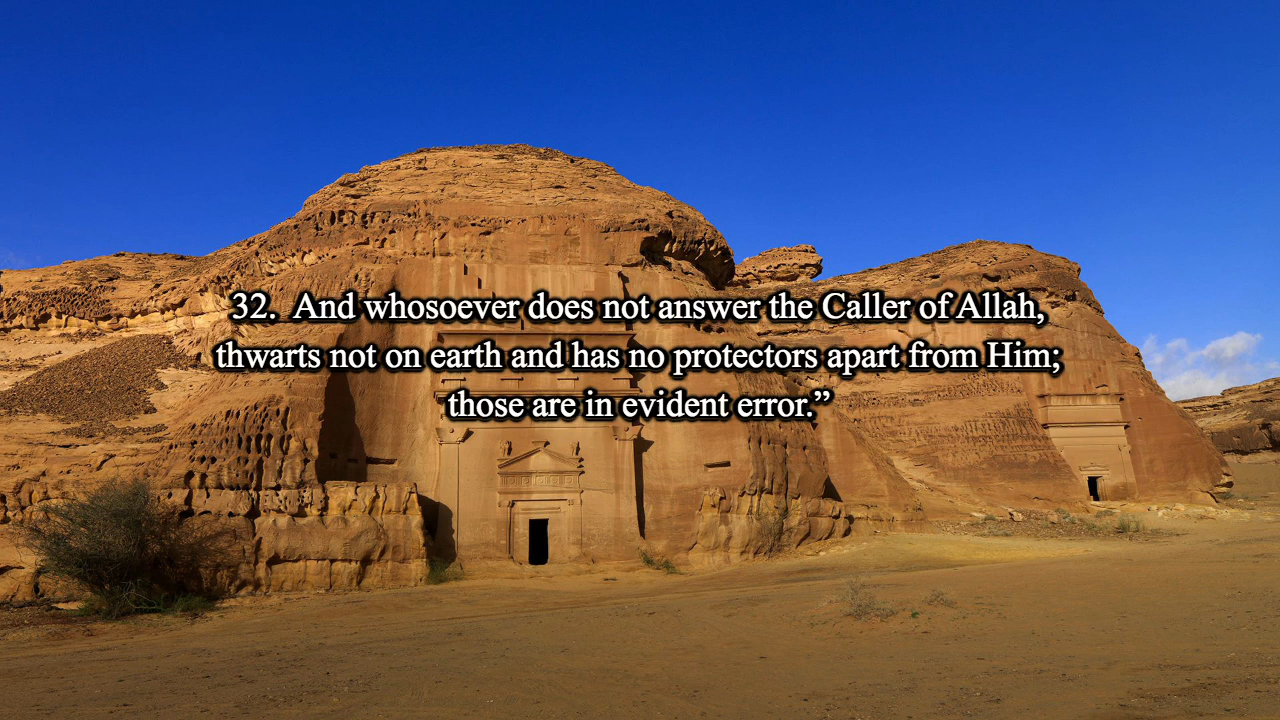 32.  And whosoever does not answer the Caller of Allah,
thwarts not on earth and has no protectors apart from Him;
those are in evident error.”